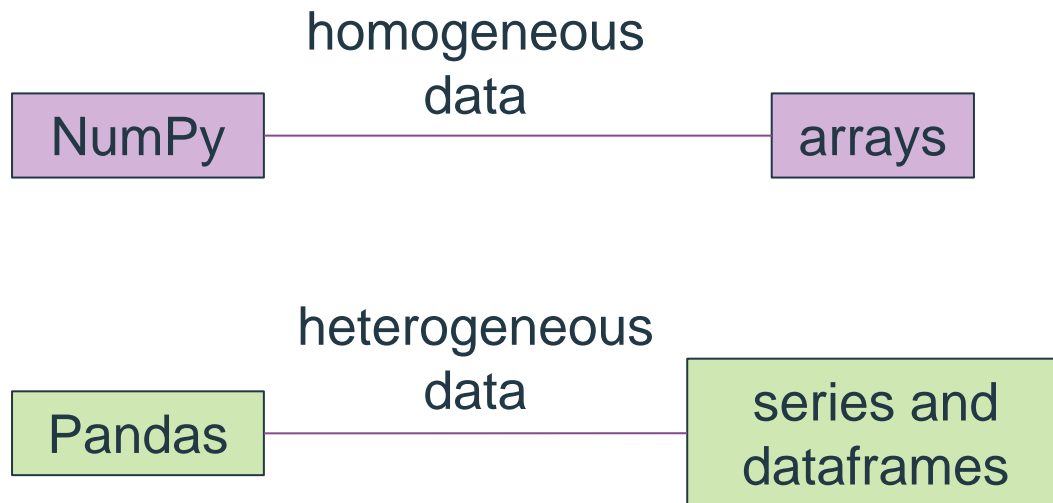 homogeneous
data
NumPy
arrays
heterogeneous
data
Pandas
series and
dataframes